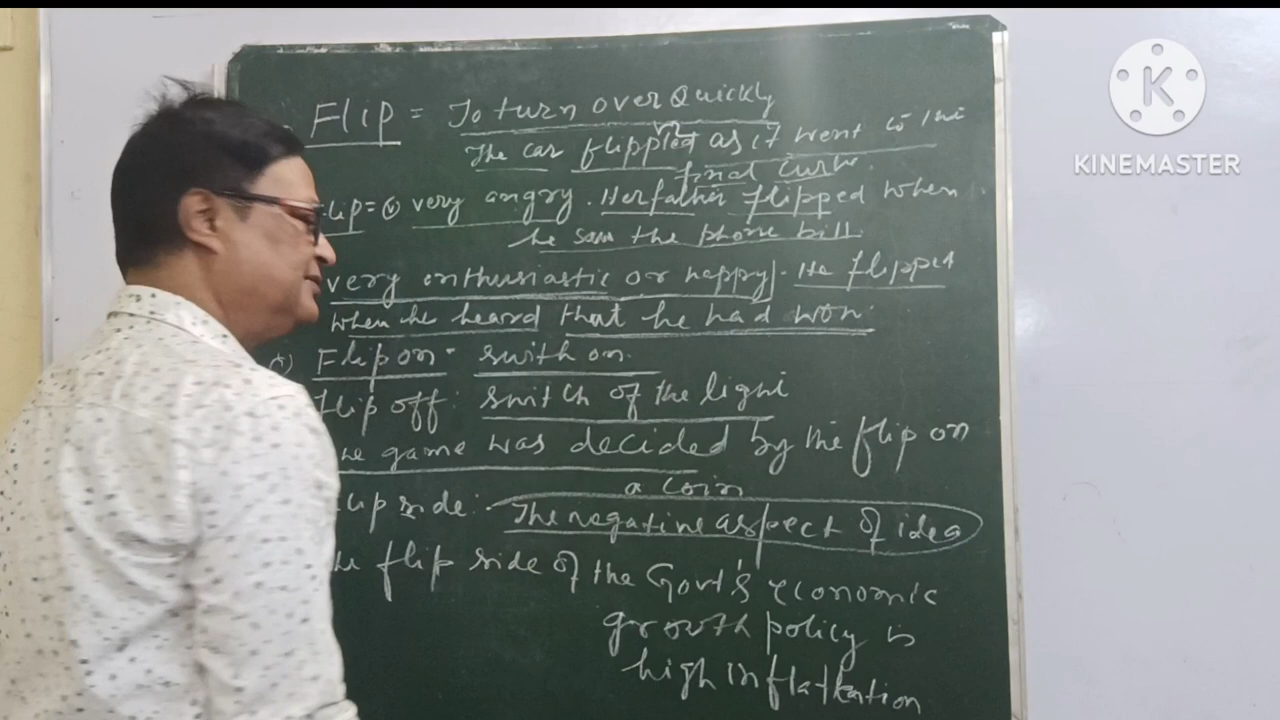 Flip = To turn over Quickly
The car flipped as it went to the
final curve.
lip = very angry. Her father flipped when
he saw the phone bill.
very enthusiastic or happy. He flipped
when he heard that he had won.
Flip on - swith on.
flip off: switch of the light
he game was decided by the flip on
a coin
lip side: - The negative aspect of idea
he flip side of the Govt's economic
growth policy is
high
K
KINEMASTER